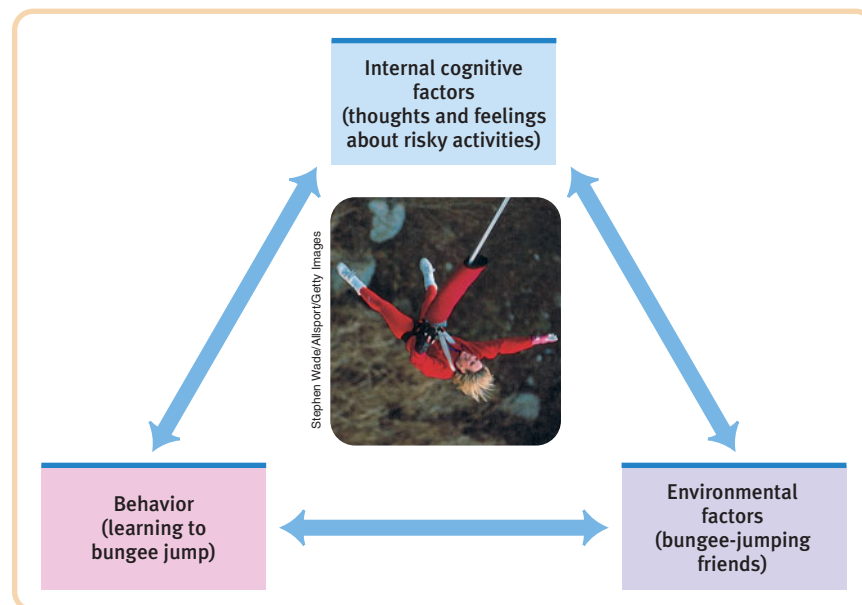 Internal cognitive
factors
(thoughts and feelings
about risky activities)
Stephen Wade/Allsport/Getty Images
Behavior
(learning to
bungee jump)
Environmental
factors
(bungee-jumping
friends)